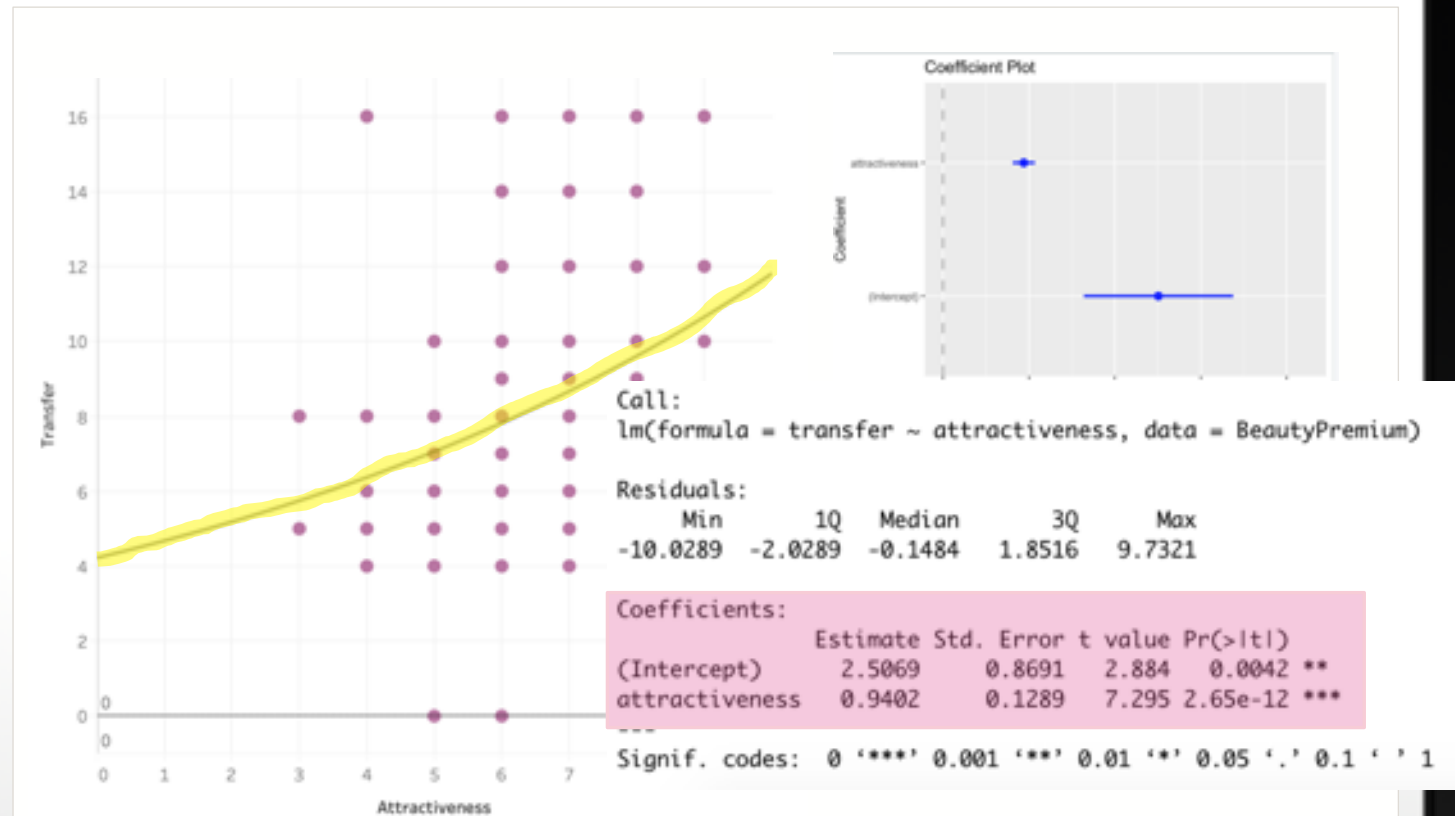 Transfer
16
14
12
10
8
6
4
2
0
0
0
0 1 2 3 4 5 6 7
Attractiveness
Coefficient Plot
Coefficient
attractiveness
(Intercept)
Call:
lm(formula = transfer ~ attractiveness, data = BeautyPremium)
Residuals:
Min 1Q Median 3Q Max
-10.0289 -2.0289 -0.1484 1.8516 9.7321
Coefficients:
Estimate Std. Error t value Pr(>|t|)
(Intercept) 2.5069 0.8691 2.884 0.0042 **
attractiveness 0.9402 0.1289 7.295 2.65e-12 ***
---
Signif. codes: 0 ‘***’ 0.001 ‘**’ 0.01 ‘*’ 0.05 ‘.’ 0.1 ‘ ’ 1